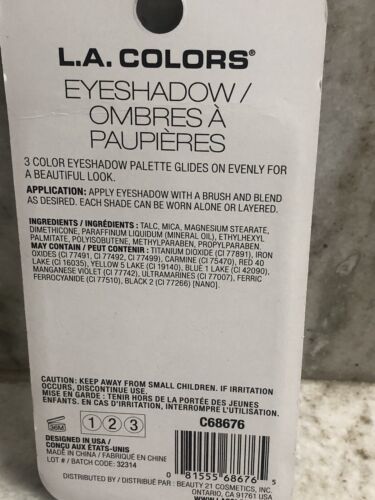 L.A. COLORS®
EYESHADOW /
OMBRES À
PAUPIÈRES
3 COLOR EYESHADOW PALETTE GLIDES ON EVENLY FOR
A BEAUTIFUL LOOK.
APPLICATION: APPLY EYESHADOW WITH A BRUSH AND BLEND
AS DESIRED. EACH SHADE CAN BE WORN ALONE OR LAYERED.
INGREDIENTS / INGRÉDIENTS : TALC, MICA, MAGNESIUM STEARATE,
DIMETHICONE, PARAFFINUM LIQUIDUM (MINERAL OIL), ETHYLHEXYL
PALMITATE, POLYISOBUTENE, METHYLPARABEN, PROPYLPARABEN.
MAY CONTAIN / PEUT CONTENIR : TITANIUM DIOXIDE (CI 77891), IRON
OXIDES (CI 77491, CI 77492, CI 77499), CARMINE (CI 75470), RED 40
LAKE (CI 16035), YELLOW 5 LAKE (CI 19140), BLUE 1 LAKE (CI 42090),
MANGANESE VIOLET (CI 77742), ULTRAMARINES (CI 77007), FERRIC
FERROCYANIDE (CI 77510), BLACK 2 (CI 77266) [NANO].
CAUTION: KEEP AWAY FROM SMALL CHILDREN. IF IRRITATION
OCCURS, DISCONTINUE USE.
MISE EN GARDE : TENIR HORS DE LA PORTÉE DES JEUNES
ENFANTS. EN CAS D'IRRITATION, INTERROMPRE L'UTILISATION.
36M 1 2 3 C68676
DESIGNED IN USA /
CONÇU AUX ÉTATS-UNIS
MADE IN CHINA / FABRIQUÉ EN CHINE
LOT # / BATCH CODE: 32314
0 81555 68676 5
DISTRIBUTED BY / DISTRIBUÉ PAR : BEAUTY 21 COSMETICS, INC.
ONTARIO, CA 91761 USA